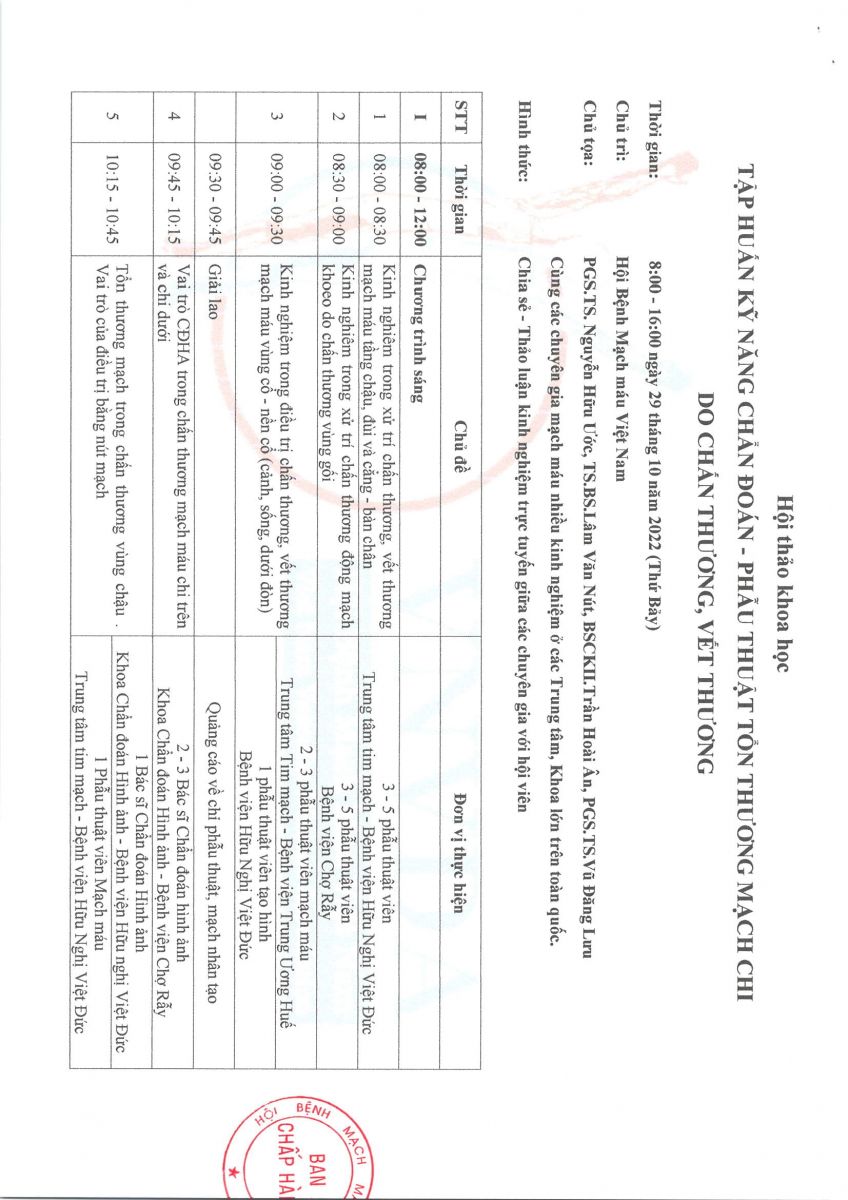 Hội thảo khoa học
TẬP HUẤN KỸ NĂNG CHẨN ĐOÁN - PHẪU THUẬT TỔN THƯƠNG MẠCH CHI
DO CHẤN THƯƠNG, VẾT THƯƠNG
Thời gian: 8:00 - 16:00 ngày 29 tháng 10 năm 2022 (Thứ Bảy)
Chủ trì: Hội Bệnh Mạch máu Việt Nam
Chủ tọa: PGS.TS. Nguyễn Hữu Ước, TS.BS.Lâm Văn Nút, BSCKII.Trần Hoài Ân, PGS.TS.Vũ Đăng Lưu
Cùng các chuyên gia mạch máu nhiều kinh nghiệm ở các Trung tâm, Khoa lớn trên toàn quốc.
Hình thức: Chia sẻ - Thảo luận kinh nghiệm trực tuyến giữa các chuyên gia với hội viên
STT Thời gian Chủ đề Đơn vị thực hiện
I 08:00 - 12:00 Chương trình sáng
1 08:00 - 08:30 Kinh nghiêm trong xử trí chấn thương, vết thương
mạch máu tầng chậu, đùi và cẳng - bàn chân
3 - 5 phẫu thuật viên
Trung tâm tim mạch - Bệnh viện Hữu Nghị Việt Đức
2 08:30 - 09:00 Kinh nghiêm trong xử trí chấn thương động mạch
khoeo do chấn thương vùng gối
3 - 5 phẫu thuật viên
Bệnh viện Chợ Rẫy
3 09:00 - 09:30 Kinh nghiệm trong điều trị chấn thương, vết thương
mạch máu vùng cổ - nền cổ (cảnh, sống, dưới đòn)
2 - 3 phẫu thuật viên mạch máu
Trung tâm Tim mạch - Bệnh viện Trung Ương Huế
1 phẫu thuật viên tạo hình
Bệnh viện Hữu Nghị Việt Đức
09:30 - 09:45 Giải lao Quảng cáo về chỉ phẫu thuật, mạch nhân tạo
4 09:45 - 10:15 Vai trò CĐHA trong chấn thương mạch máu chi trên
và chi dưới
2 - 3 Bác sĩ Chẩn đoán hình ảnh
Khoa Chẩn đoán Hình ảnh - Bệnh viện Chợ Rẫy
5 10:15 - 10:45 Tổn thương mạch trong chấn thương vùng chậu .
Vai trò của điều trị bằng nút mạch
1 Bác sĩ Chẩn đoán Hình ảnh
Khoa Chẩn đoán Hình ảnh - Bệnh viện Hữu nghị Việt Đức
1 Phẫu thuật viên Mạch máu
Trung tâm tim mạch - Bệnh viện Hữu Nghị Việt Đức
HỘI BỆNH MẠCH
BAN
CHẤP HÀ